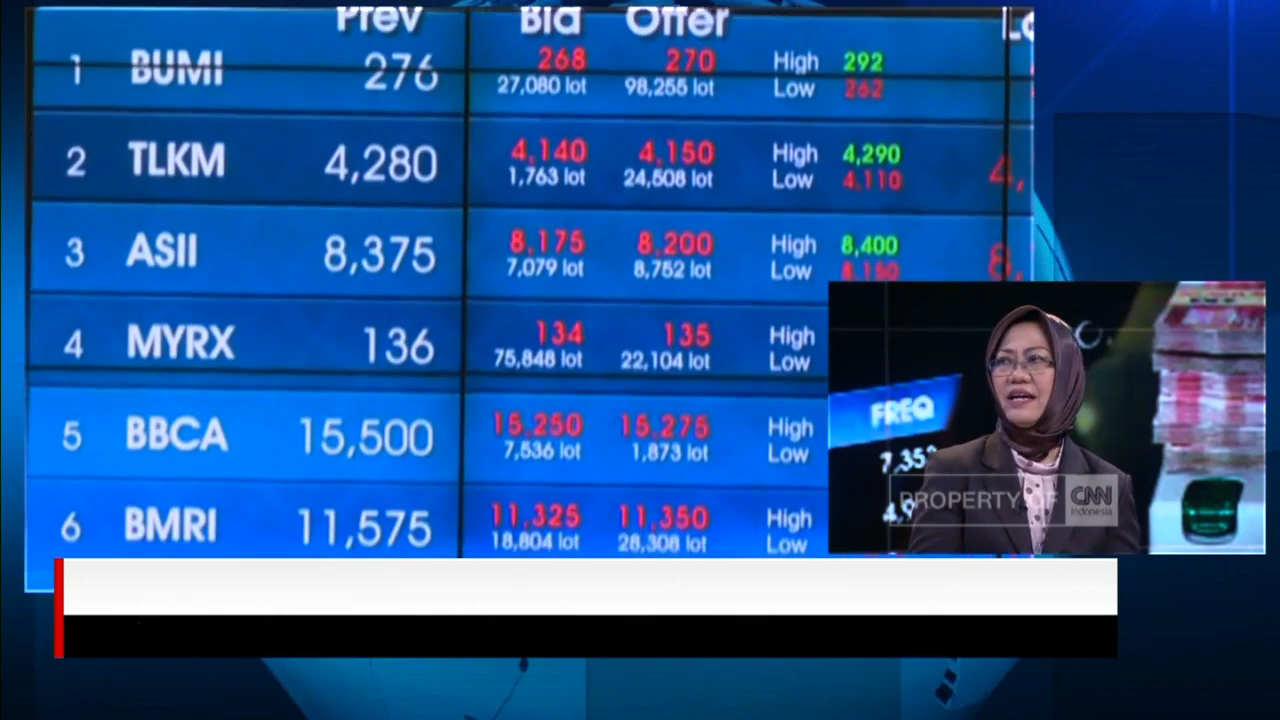 Prev Bid Offer
1 BUMI 276 268 270 High 292
27,080 lot 98,255 lot Low 262
2 TLKM 4,280 4,140 4,150 High 4,290
1,763 lot 24,508 lot Low 4,110
3 ASII 8,375 8,175 8,200 High 8,400
7,079 lot 8,752 lot Low 8,150
4 MYRX 136 134 135 High
75,848 lot 22,104 lot Low
5 BBCA 15,500 15,250 15,275 High
7,536 lot 1,873 lot Low
6 BMRI 11,575 11,325 11,350 High
18,804 lot 28,308 lot Low
FREQ
PROPERTY OF CNN
Indonesia